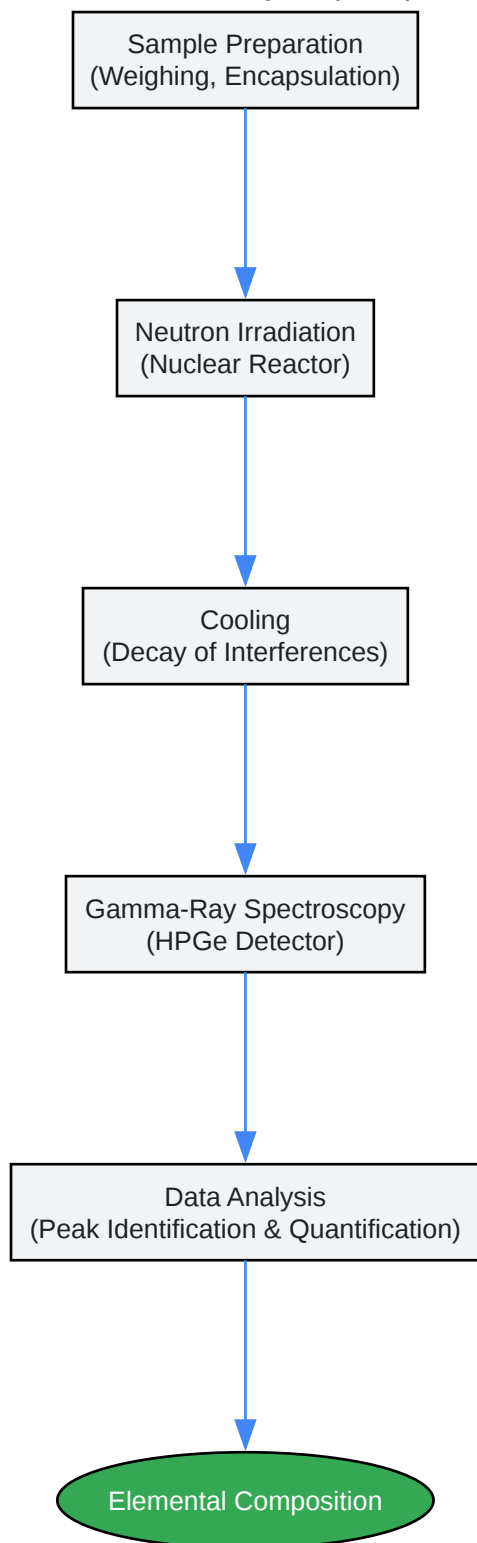 Sample Preparation
(Weighing, Encapsulation)
Neutron Irradiation
(Nuclear Reactor)
Cooling
(Decay of Interferences)
Gamma-Ray Spectroscopy
(HPGe Detector)
Data Analysis
(Peak Identification & Quantification)
Elemental Composition